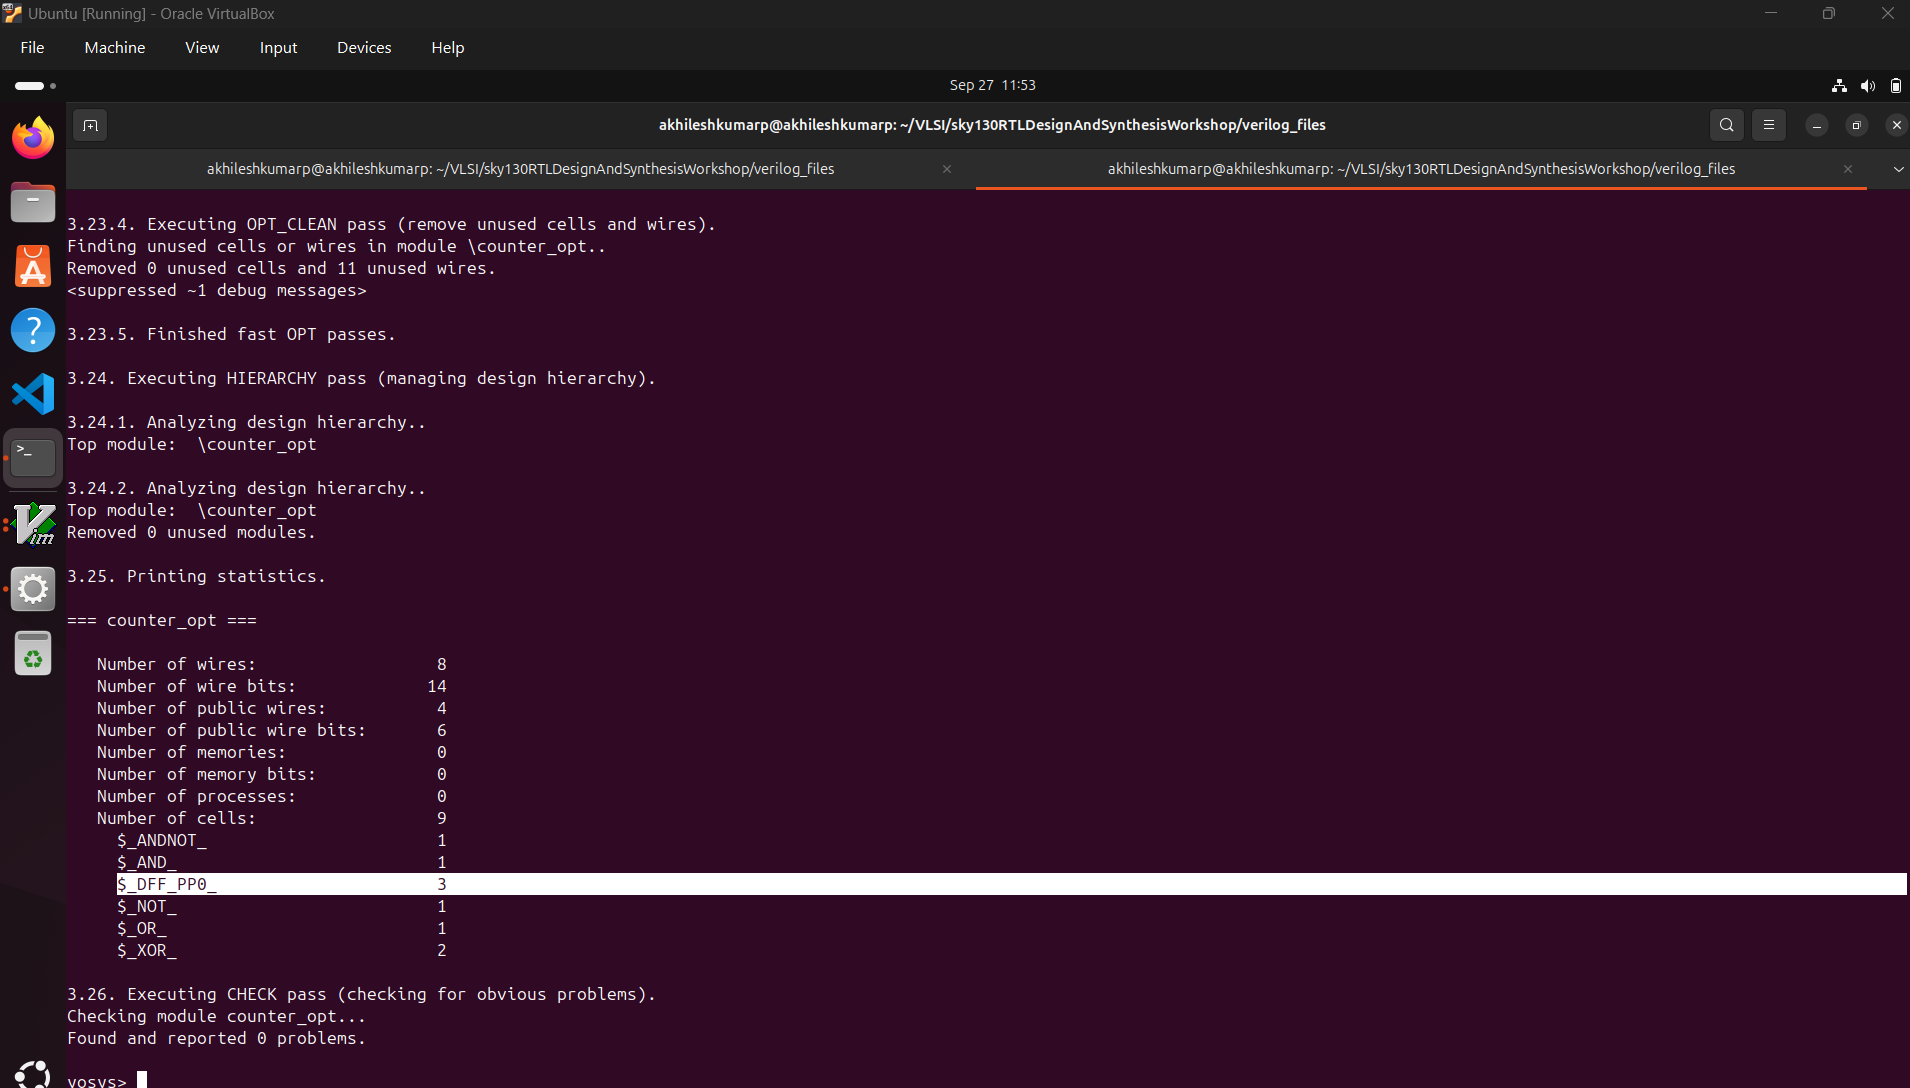 Ubuntu [Running] - Oracle VirtualBox
File Machine View Input Devices Help
Sep 27 11:53
akhileshkumarp@akhileshkumarp: ~/VLSI/sky130RTLDesignAndSynthesisWorkshop/verilog_files
akhileshkumarp@akhileshkumarp: ~/VLSI/sky130RTLDesignAndSynthesisWorkshop/verilog_files × akhileshkumarp@akhileshkumarp: ~/VLSI/sky130RTLDesignAndSynthesisWorkshop/verilog_files ×
3.23.4. Executing OPT_CLEAN pass (remove unused cells and wires).
Finding unused cells or wires in module \counter_opt..
Removed 0 unused cells and 11 unused wires.
<suppressed ~1 debug messages>
3.23.5. Finished fast OPT passes.
3.24. Executing HIERARCHY pass (managing design hierarchy).
3.24.1. Analyzing design hierarchy..
Top module:  \counter_opt
3.24.2. Analyzing design hierarchy..
Top module:  \counter_opt
Removed 0 unused modules.
3.25. Printing statistics.
=== counter_opt ===
Number of wires: 8
Number of wire bits: 14
Number of public wires: 4
Number of public wire bits: 6
Number of memories: 0
Number of memory bits: 0
Number of processes: 0
Number of cells: 9
$_ANDNOT_ 1
$_AND_ 1
$_DFF_PP0_ 3
$_NOT_ 1
$_OR_ 1
$_XOR_ 2
3.26. Executing CHECK pass (checking for obvious problems).
Checking module counter_opt...
Found and reported 0 problems.
yosys>